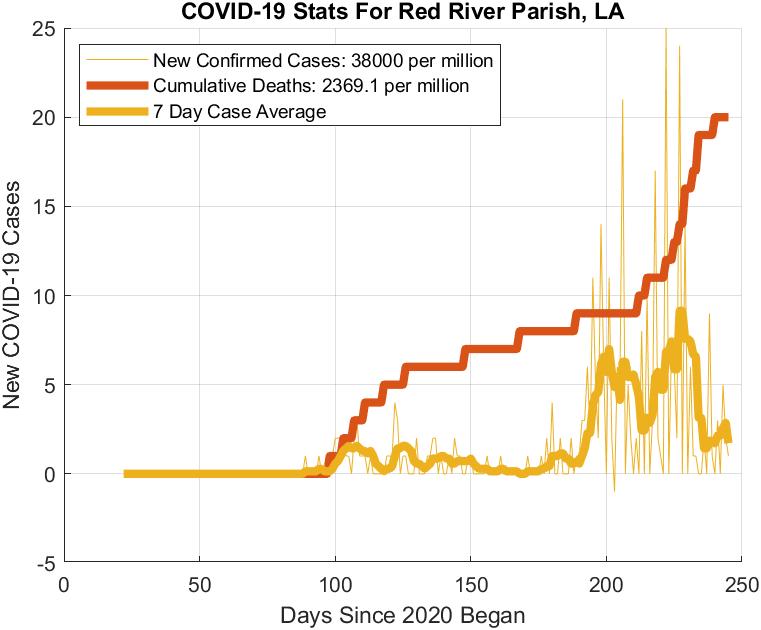 COVID-19 Stats For Red River Parish, LA
New Confirmed Cases: 38000 per million
Cumulative Deaths: 2369.1 per million
7 Day Case Average
25
20
15
10
5
0
-5
New COVID-19 Cases
0 50 100 150 200 250
Days Since 2020 Began